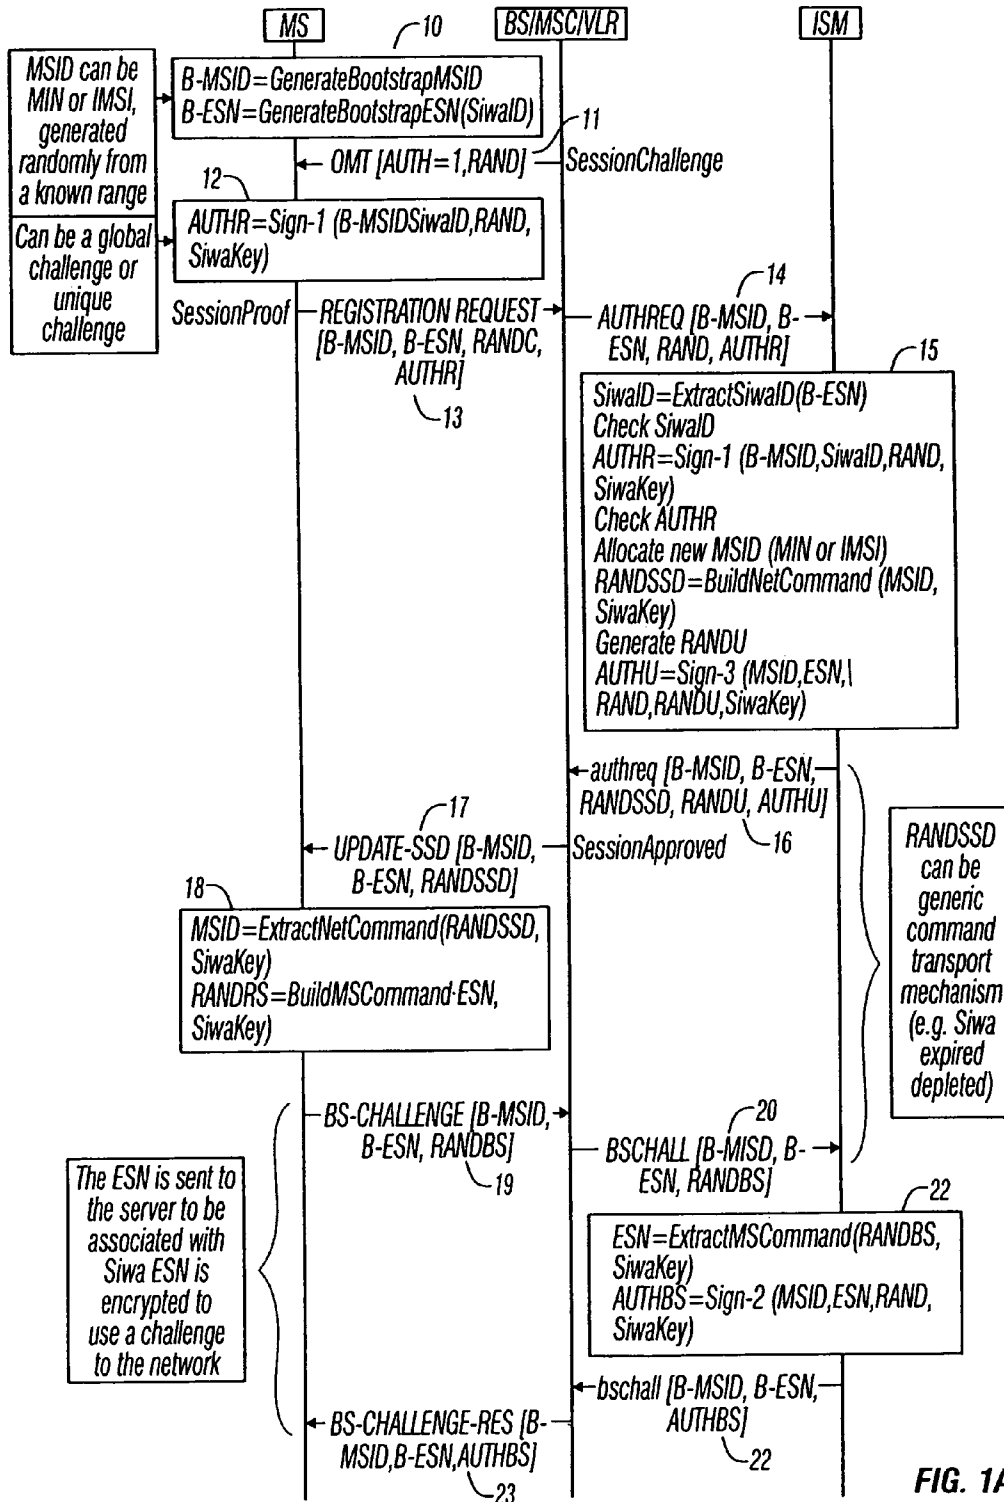 MS
BS/MSC/VLR
ISM
10
MSID can be
MIN or IMSI,
generated
randomly from
a known range
B-MSID=GenerateBootstrapMSID
B-ESN=GenerateBootstrapESN(SiwaID)
11
OMT [AUTH=1,RAND]
SessionChallenge
12
Can be a global
challenge or
unique
challenge
AUTHR=Sign-1 (B-MSIDSiwaID,RAND,
SiwaKey)
SessionProof
REGISTRATION REQUEST
[B-MSID, B-ESN, RANDC,
AUTHR]
13
14
AUTHREQ [B-MSID, B-
ESN, RAND, AUTHR]
15
SiwaID=ExtractSiwaID(B-ESN)
Check SiwaID
AUTHR=Sign-1 (B-MSID,SiwaID,RAND,
SiwaKey)
Check AUTHR
Allocate new MSID (MIN or IMSI)
RANDSSD=BuildNetCommand (MSID,
SiwaKey)
Generate RANDU
AUTHU=Sign-3 (MSID,ESN,\
RAND,RANDU,SiwaKey)
authreq [B-MSID, B-ESN,
RANDSSD, RANDU, AUTHU]
16
17
UPDATE-SSD [B-MSID,
B-ESN, RANDSSD]
SessionApproved
RANDSSD
can be
generic
command
transport
mechanism
(e.g. Siwa
expired
depleted)
18
MSID=ExtractNetCommand(RANDSSD,
SiwaKey)
RANDRS=BuildMSCommand·ESN,
SiwaKey)
BS-CHALLENGE [B-MSID,
B-ESN, RANDBS]
19
20
BSCHALL [B-MISD, B-
ESN, RANDBS]
The ESN is sent to
the server to be
associated with
Siwa ESN is
encrypted to
use a challenge
to the network
22
ESN=ExtractMSCommand(RANDBS,
SiwaKey)
AUTHBS=Sign-2 (MSID,ESN,RAND,
SiwaKey)
bschall [B-MSID, B-ESN,
AUTHBS]
22
BS-CHALLENGE-RES [B-
MSID,B-ESN,AUTHBS]
23
FIG. 1A